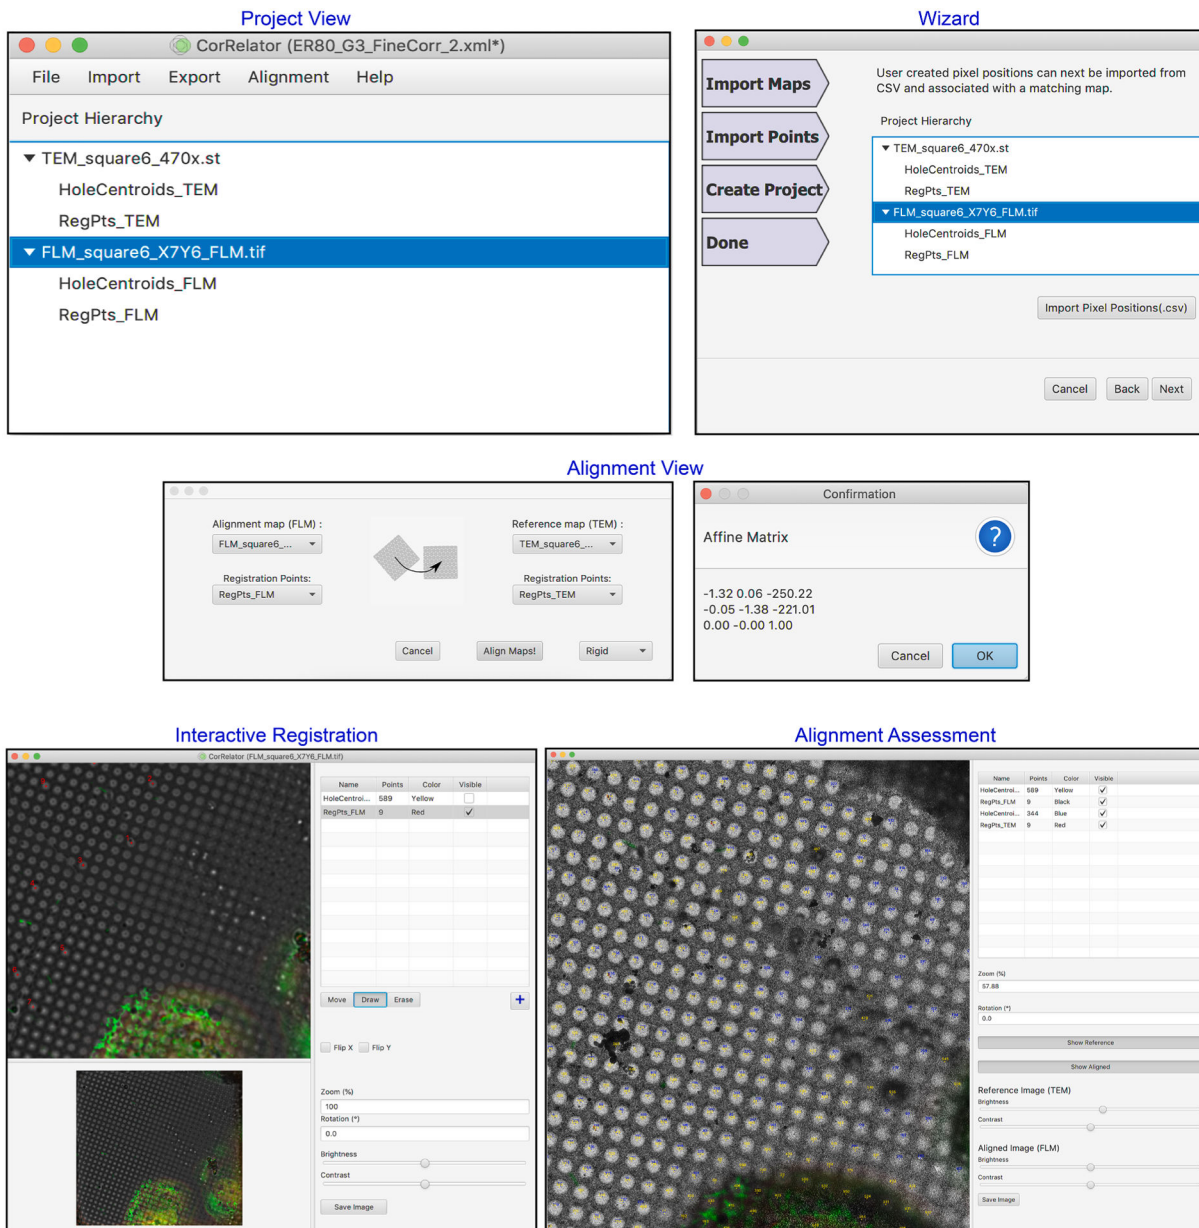 Project View
CorRelator (ER80_G3_FineCorr_2.xml*)
File Import Export Alignment Help
Project Hierarchy
TEM_square6_470x.st
HoleCentroids_TEM
RegPts_TEM
FLM_square6_X7Y6_FLM.tif
HoleCentroids_FLM
RegPts_FLM
Wizard
Import Maps
Import Points
Create Project
Done
User created pixel positions can next be imported from
CSV and associated with a matching map.
Project Hierarchy
TEM_square6_470x.st
HoleCentroids_TEM
RegPts_TEM
FLM_square6_X7Y6_FLM.tif
HoleCentroids_FLM
RegPts_FLM
Import Pixel Positions(.csv)
Cancel Back Next
Alignment View
Alignment map (FLM) :
FLM_square6_...
Registration Points:
RegPts_FLM
Reference map (TEM) :
TEM_square6_...
Registration Points:
RegPts_TEM
Cancel Align Maps! Rigid
Confirmation
Affine Matrix
?
-1.32 0.06 -250.22
-0.05 -1.38 -221.01
0.00 -0.00 1.00
Cancel OK
Interactive Registration
CorRelator (FLM_square6_X7Y6_FLM.tif)
Name Points Color Visible
HoleCentroi... 589 Yellow
RegPts_FLM 9 Red
Move Draw Erase +
Flip X Flip Y
Zoom (%)
100
Rotation (°)
0.0
Brightness
Contrast
Save Image
Alignment Assessment
Name Points Color Visible
HoleCentroi... 589 Yellow
RegPts_FLM 9 Black
HoleCentroi... 344 Blue
RegPts_TEM 9 Red
Zoom (%)
57.88
Rotation (°)
0.0
Show Reference
Show Aligned
Reference Image (TEM)
Brightness
Contrast
Aligned Image (FLM)
Brightness
Contrast
Save Image